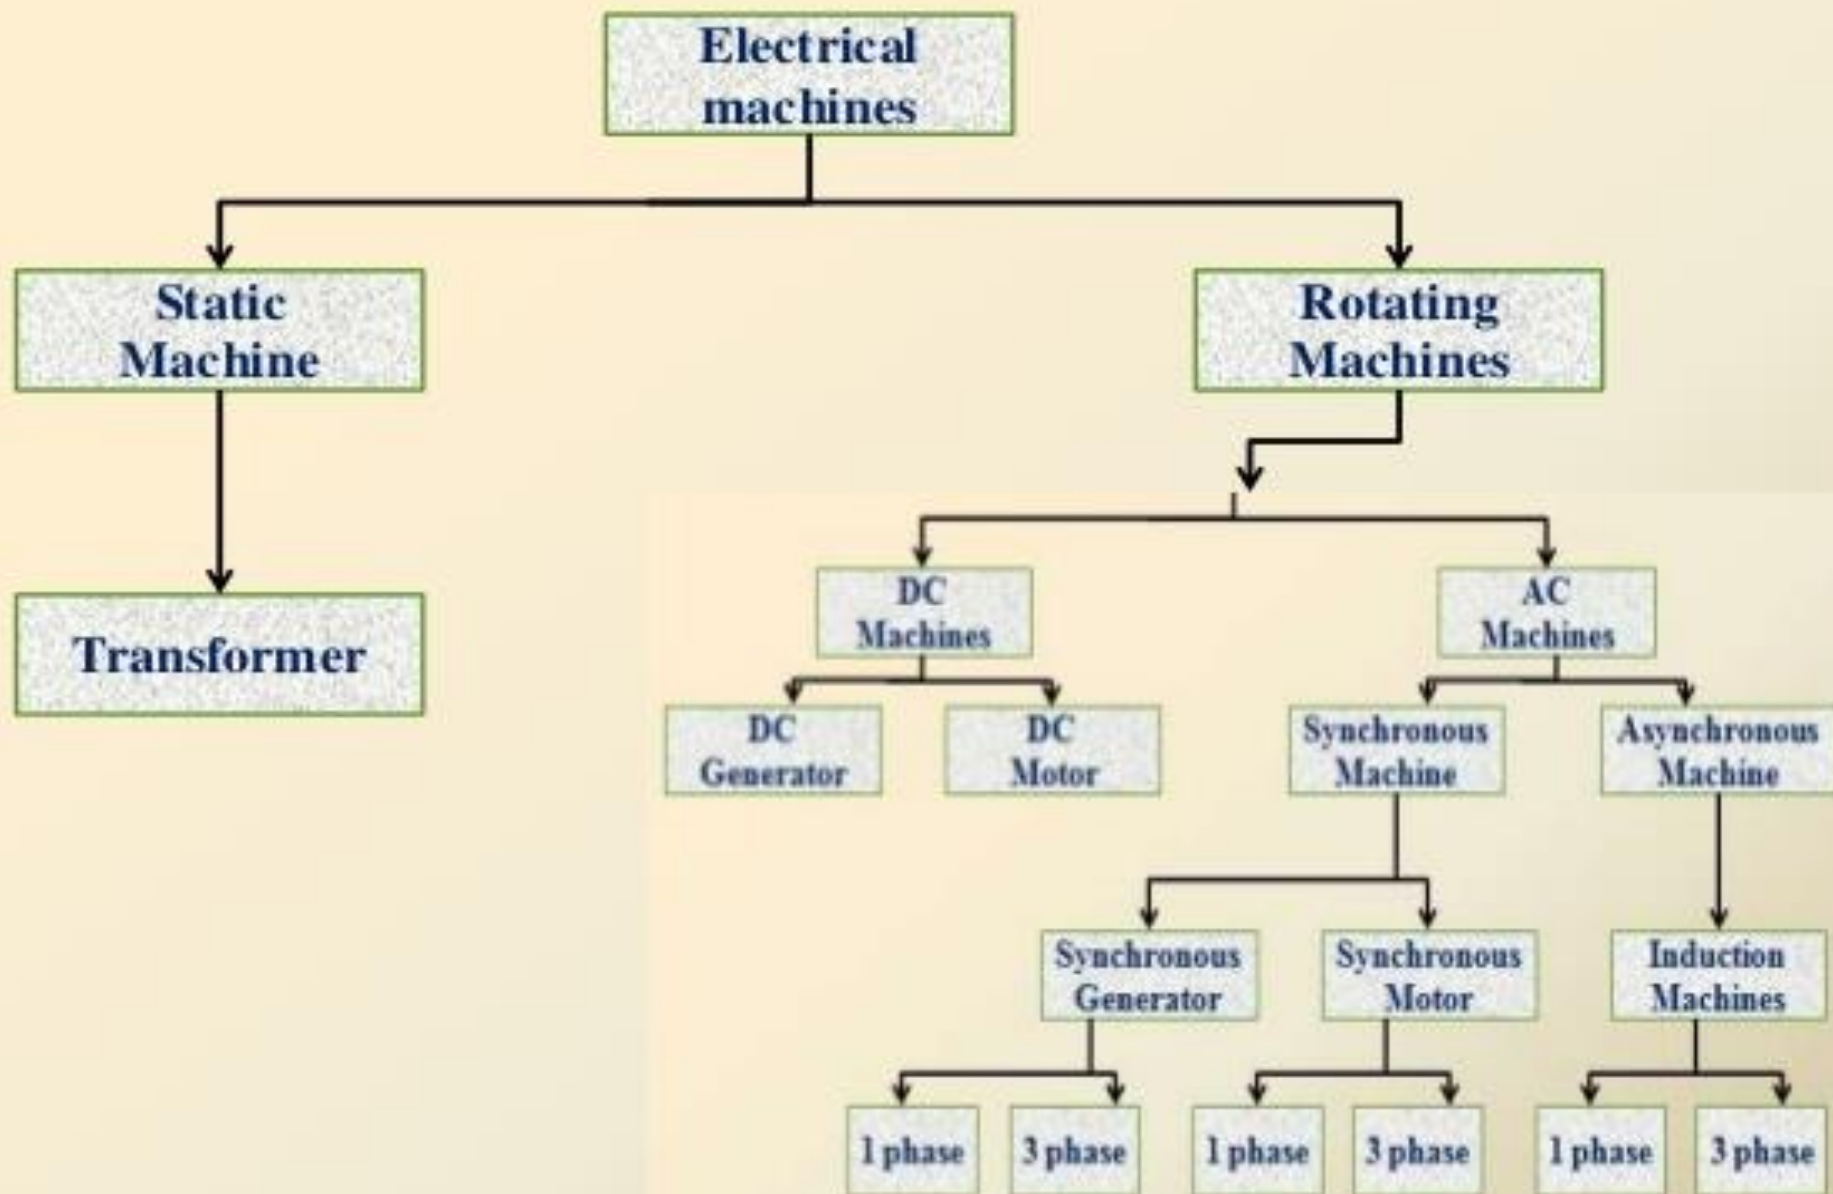 Electrical
machines
Static
Machine
Rotating
Machines
Transformer
DC
Machines
AC
Machines
DC
Generator
DC
Motor
Synchronous
Machine
Asynchronous
Machine
Synchronous
Generator
Synchronous
Motor
Induction
Machines
1 phase
3 phase
1 phase
3 phase
1 phase
3 phase